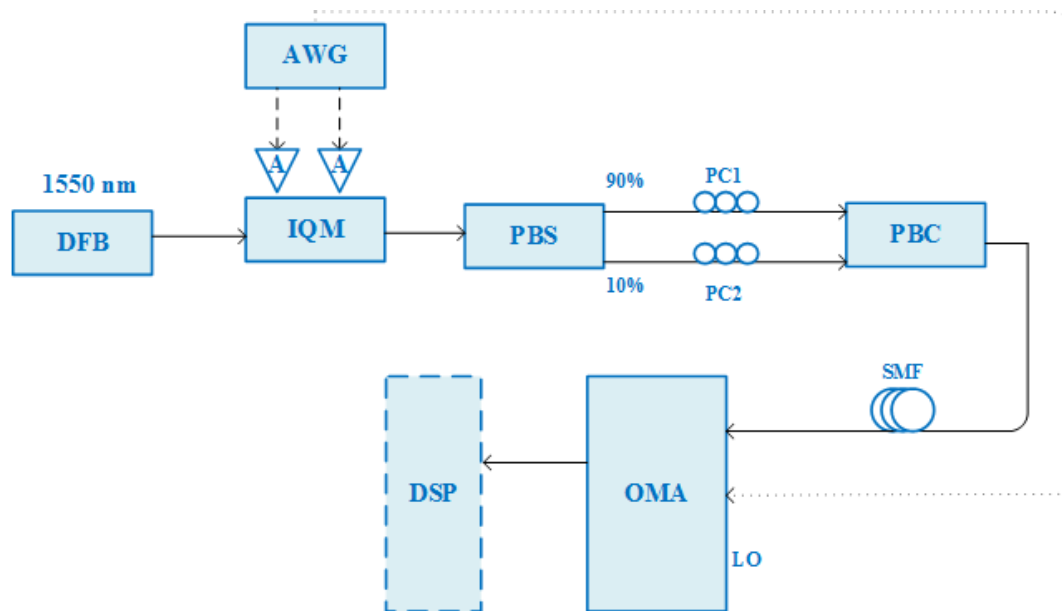 AWG
A
A
1550 nm
DFB
IQM
PBS
90%
10%
PC1
PC2
PBC
SMF
DSP
OMA
LO